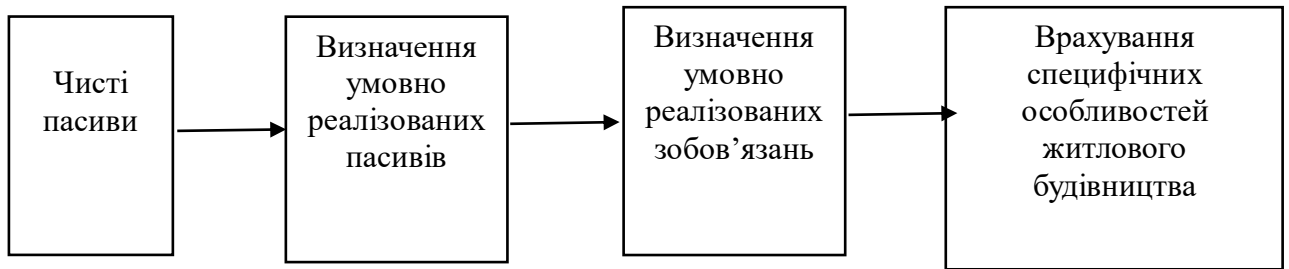 Чисті
пасиви
Визначення
умовно
реалізованих
пасивів
Визначення
умовно
реалізованих
зобов’язань
Врахування
специфічних
особливостей
житлового
будівництва